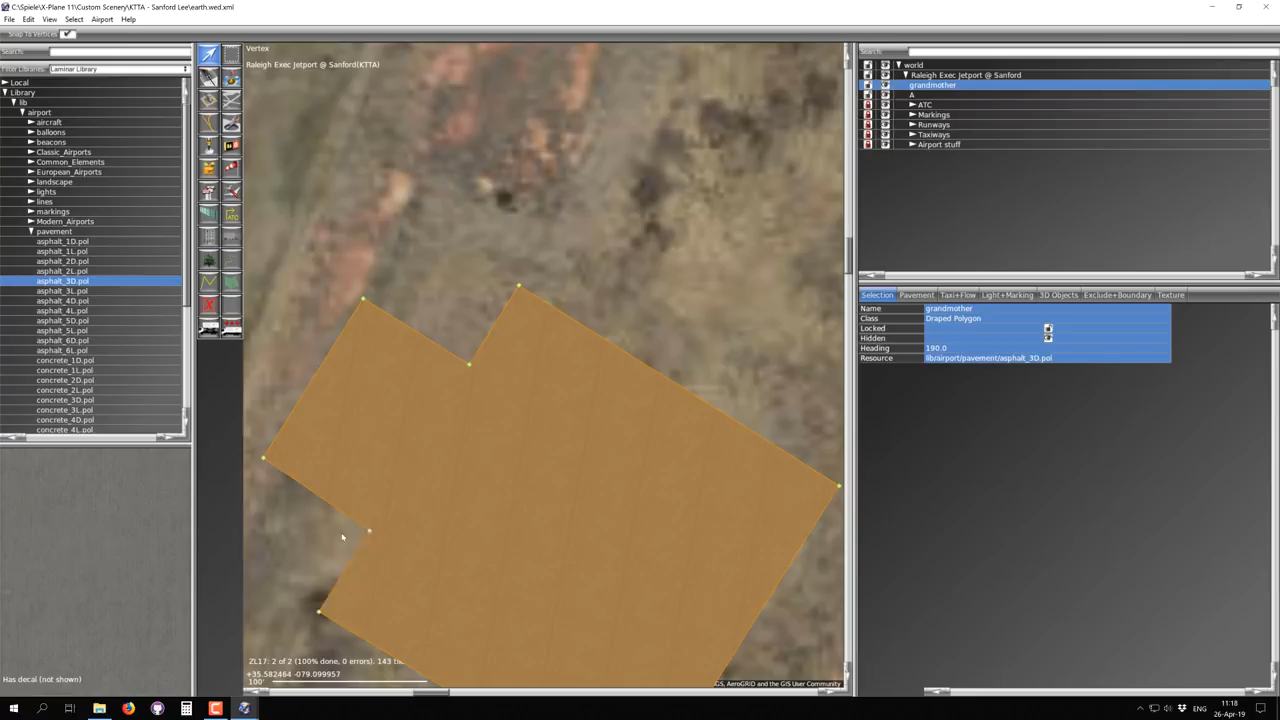 C:\Spiele\X-Plane 11\Custom Scenery\KTTA - Sanford Lee\earth.wed.xml
File Edit View Select Airport Help
Snap To Vertices
Search:
Filter Libraries: Laminar Library
Local
Library
lib
airport
aircraft
balloons
beacons
Classic_Airports
Common_Elements
European_Airports
landscape
lights
lines
markings
Modern_Airports
pavement
asphalt_1D.pol
asphalt_1L.pol
asphalt_2D.pol
asphalt_2L.pol
asphalt_3D.pol
asphalt_3L.pol
asphalt_4D.pol
asphalt_4L.pol
asphalt_5D.pol
asphalt_5L.pol
asphalt_6D.pol
asphalt_6L.pol
concrete_1D.pol
concrete_1L.pol
concrete_2D.pol
concrete_2L.pol
concrete_3D.pol
concrete_3L.pol
concrete_4D.pol
concrete_4L.pol
Has decal (not shown)
ATC
Vertex
Raleigh Exec Jetport @ Sanford(KTTA)
ZL17: 2 of 2 (100% done, 0 errors). 143
+35.582464 -079.099957
100'
GIS, AeroGRID and the GIS User Community
Search:
world
Raleigh Exec Jetport @ Sanford
grandmother
A
ATC
Markings
Runways
Taxiways
Airport stuff
Selection Pavement Taxi+Flow Light+Marking 3D Objects Exclude+Boundary Texture
Name grandmother
Class Draped Polygon
Locked
Hidden
Heading 190.0
Resource lib/airport/pavement/asphalt_3D.pol
ENG
11:18
26-Apr-19